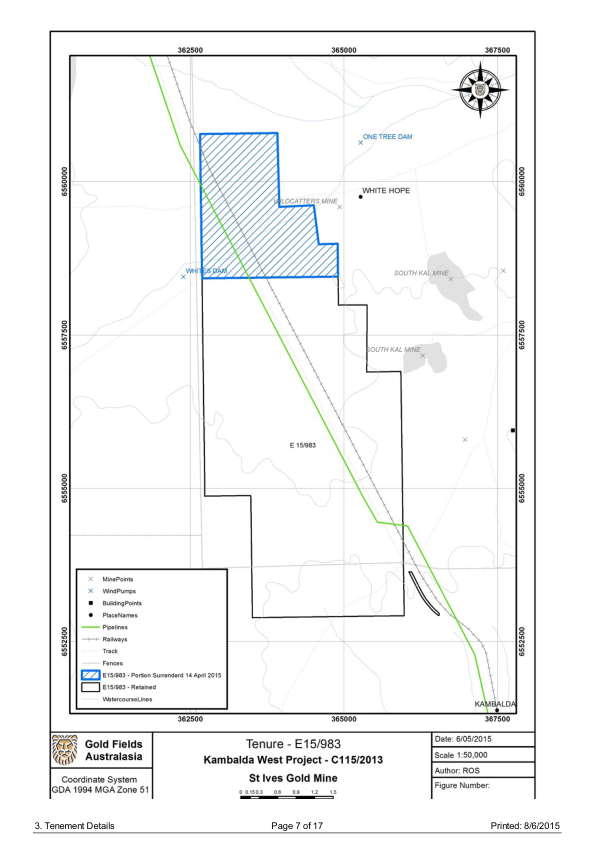 362500 365000 367500
ONE TREE DAM
6560000 6560000
WHITE HOPE
WILDCATTERS MINE
WHITES DAM
SOUTH KAL MINE
6557500 6557500
SOUTH KAL MINE
E 15/983
6555000 6555000
MinePoints
WindPumps
BuildingPoints
PlaceNames
Pipelines
Railways
Track
Fences
E15/983 - Portion Surrenderd 14 April 2015
E15/983 - Retained
WatercourseLines
6552500 6552500
KAMBALDA
362500 365000 367500
Gold Fields
Australasia
Coordinate System
GDA 1994 MGA Zone 51
Tenure - E15/983
Kambalda West Project - C115/2013
St Ives Gold Mine
0 0.15 0.3 0.6 0.9 1.2 1.5
Date: 6/05/2015
Scale 1:50,000
Author: ROS
Figure Number:
3. Tenement Details Page 7 of 17 Printed: 8/6/2015